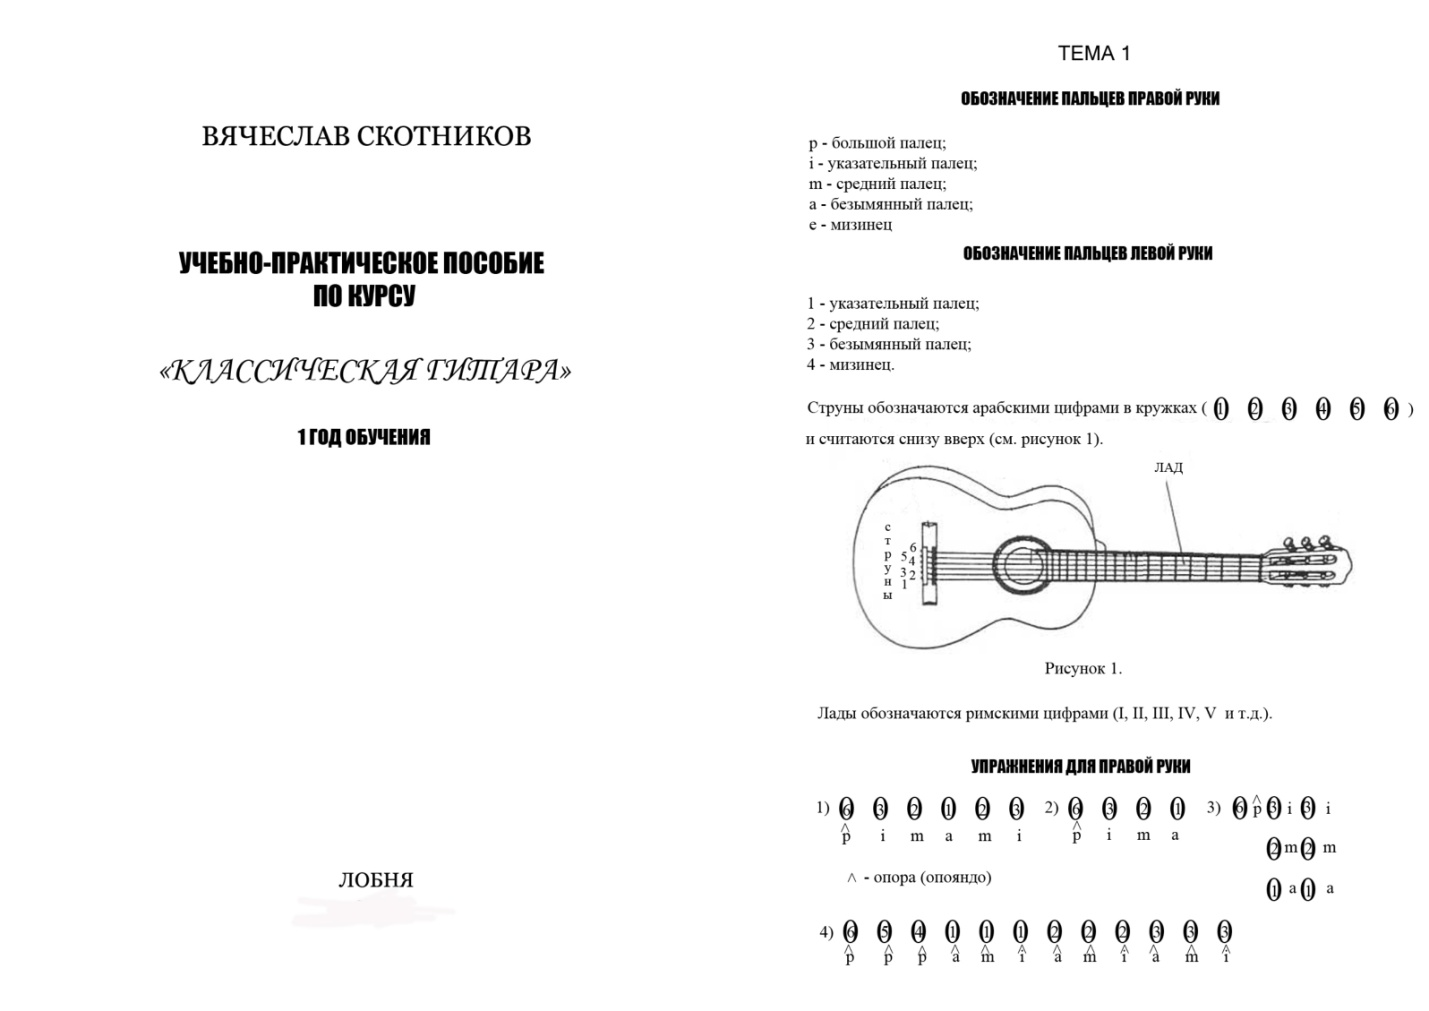 ВЯЧЕСЛАВ СКОТНИКОВ
УЧЕБНО-ПРАКТИЧЕСКОЕ ПОСОБИЕ
ПО КУРСУ
«КЛАССИЧЕСКАЯ ГИТАРА»
1 ГОД ОБУЧЕНИЯ
ЛОБНЯ
ТЕМА 1
ОБОЗНАЧЕНИЕ ПАЛЬЦЕВ ПРАВОЙ РУКИ
p - большой палец;
i - указательный палец;
m - средний палец;
a - безымянный палец;
e - мизинец
ОБОЗНАЧЕНИЕ ПАЛЬЦЕВ ЛЕВОЙ РУКИ
1 - указательный палец;
2 - средний палец;
3 - безымянный палец;
4 - мизинец.
Струны обозначаются арабскими цифрами в кружках ( 1 2 3 4 5 6 )
и считаются снизу вверх (см. рисунок 1).
ЛАД
струны
6
5
4
3
2
1
Рисунок 1.
Лады обозначаются римскими цифрами (I, II, III, IV, V и т.д.).
УПРАЖНЕНИЯ ДЛЯ ПРАВОЙ РУКИ
1) 6 3 2 1 2 3 2) 6 3 2 1 3) 6 p 3 i 3 i
^ ^ ^
p i m a m i p i m a
2 m 2 m
^ - опора (опояндо)
1 a 1 a
4) 6 5 4 1 1 1 2 2 2 3 3 3
^ ^ ^ ^ ^ ^ ^ ^ ^ ^ ^ ^
p p p a m i a m i a m i